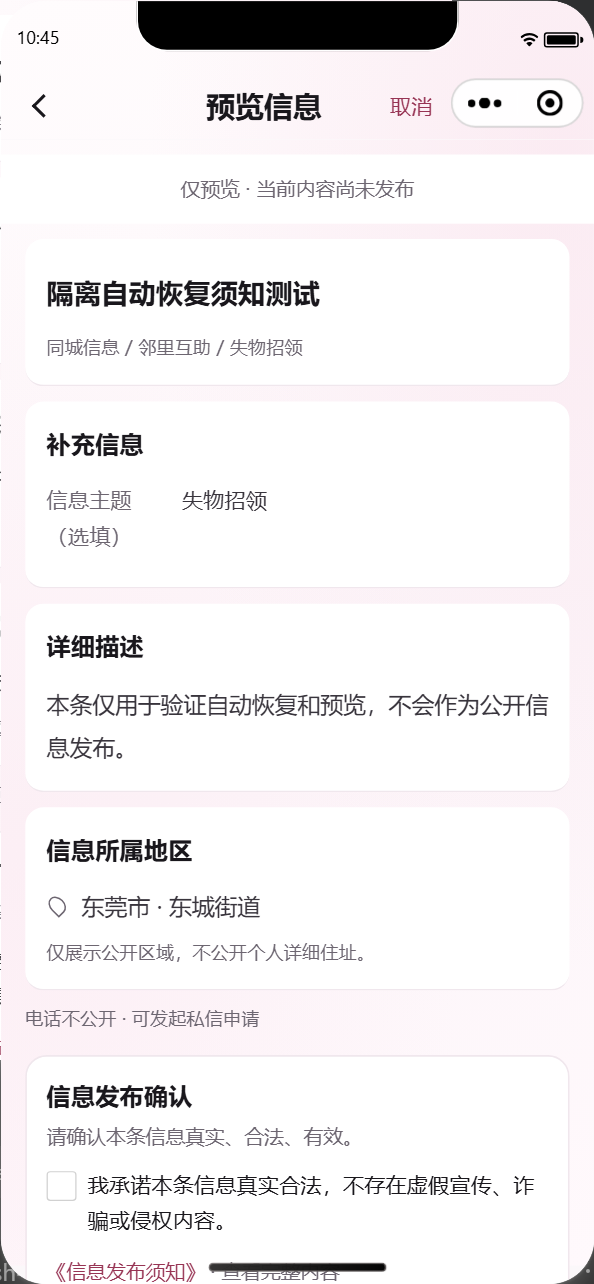 10:45
预览信息
取消
仅预览 · 当前内容尚未发布
隔离自动恢复须知测试
同城信息 / 邻里互助 / 失物招领
补充信息
信息主题
（选填）
失物招领
详细描述
本条仅用于验证自动恢复和预览，不会作为公开信
息发布。
信息所属地区
东莞市 · 东城街道
仅展示公开区域，不公开个人详细住址。
电话不公开 · 可发起私信申请
信息发布确认
请确认本条信息真实、合法、有效。
我承诺本条信息真实合法，不存在虚假宣传、诈
骗或侵权内容。
《信息发布须知》 · 查看完整内容